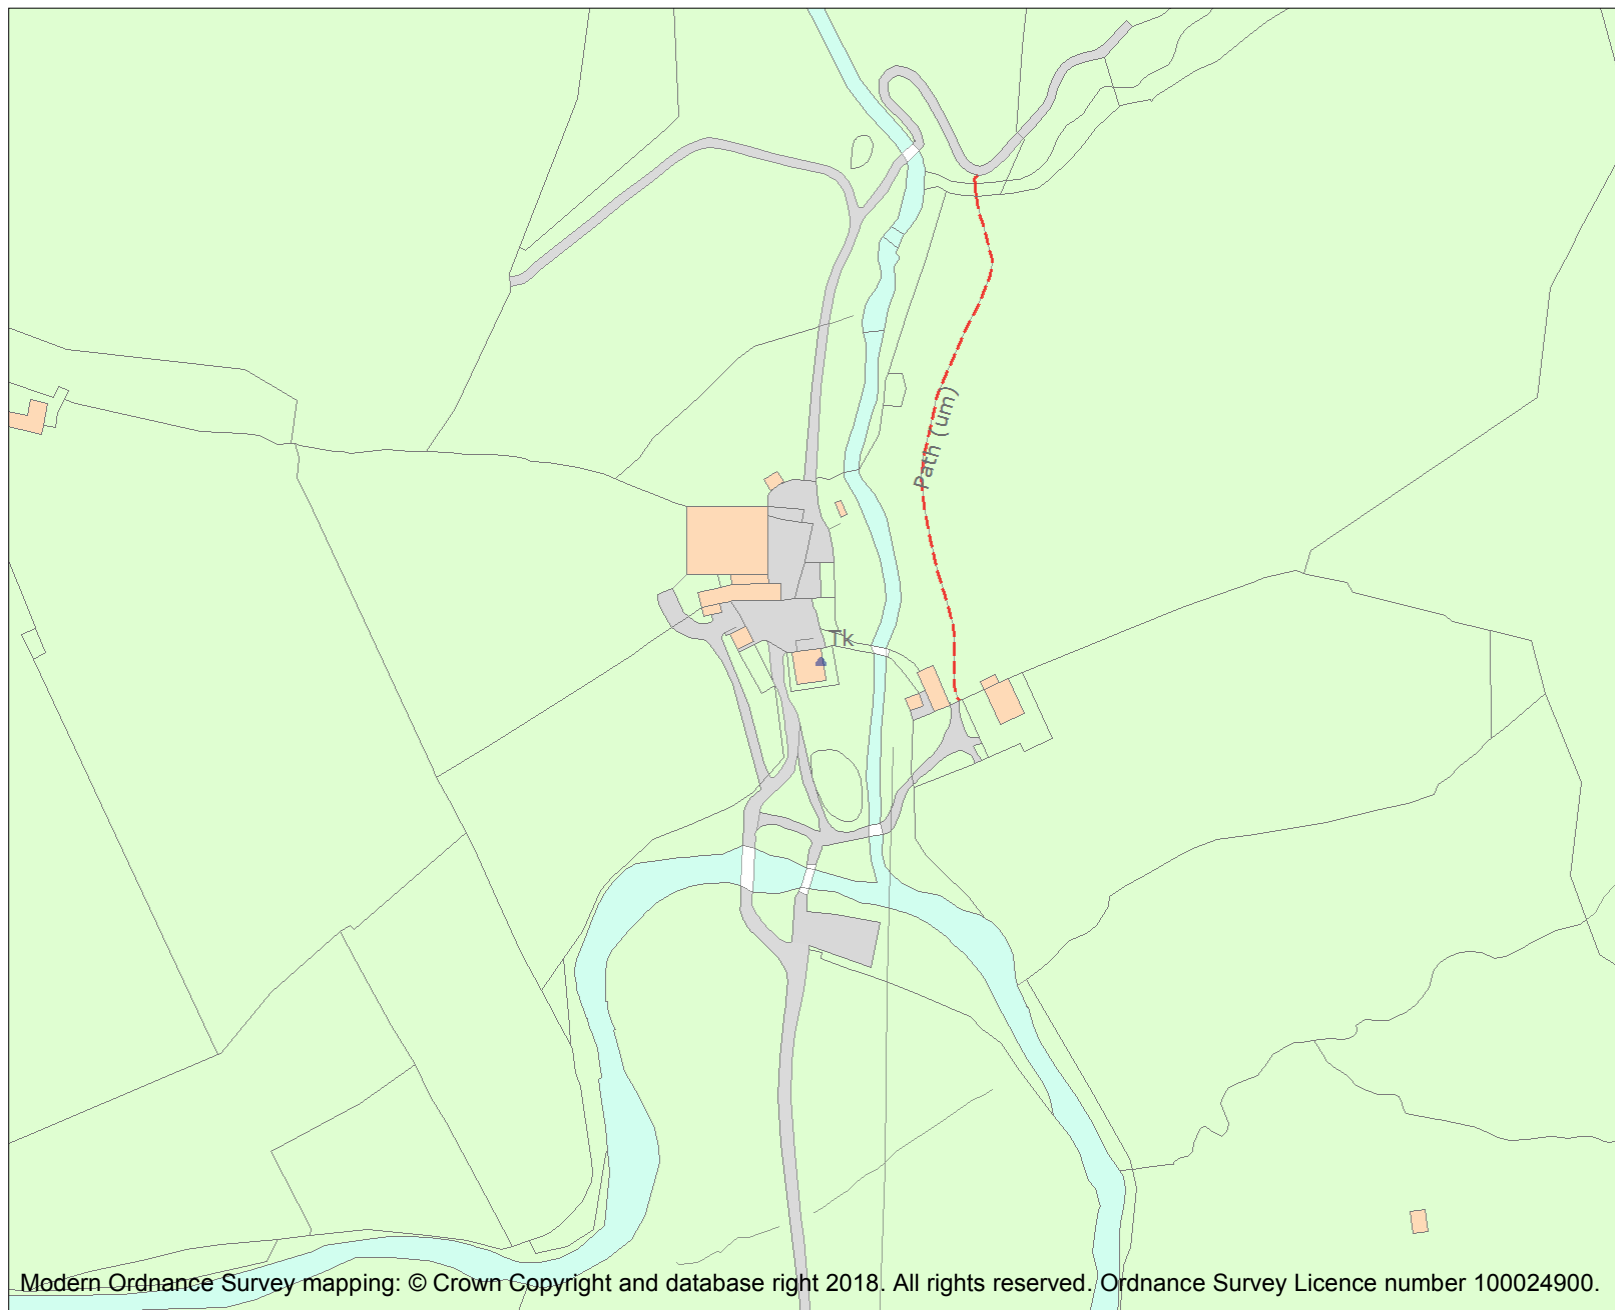 Path (um)
Tk
Modern Ordnance Survey mapping: © Crown Copyright and database right 2018. All rights reserved. Ordnance Survey Licence number 100024900.